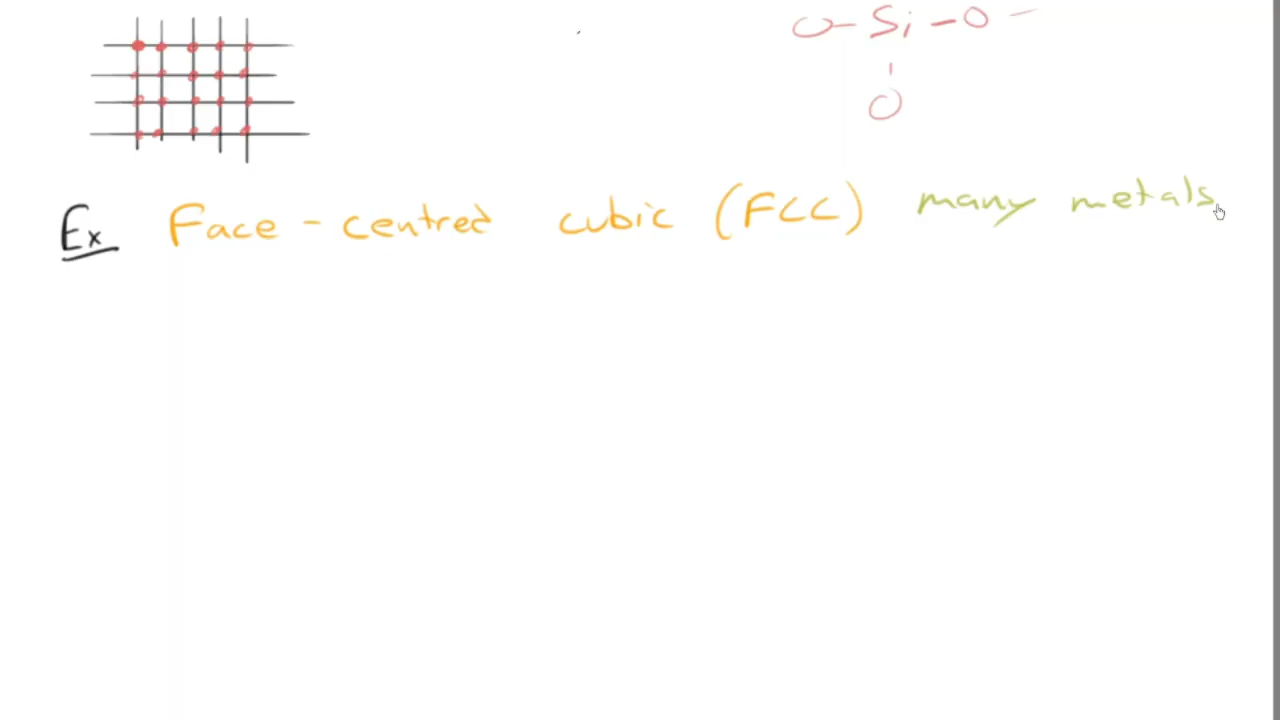 O – Si – O –
O
Ex Face - centred cubic (FCC) many metals